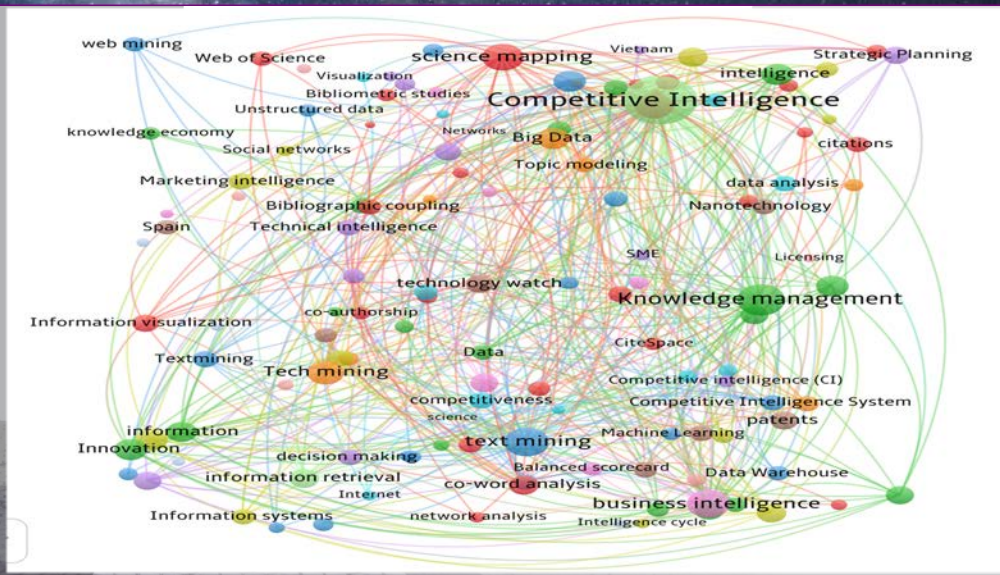 web mining
Web of Science
science mapping
Vietnam
Strategic Planning
Visualization
intelligence
Bibliometric studies
Competitive Intelligence
Unstructured data
knowledge economy
Networks
Big Data
Social networks
citations
Topic modeling
Marketing intelligence
data analysis
Bibliographic coupling
Nanotechnology
Spain
Technical intelligence
SME
Licensing
technology watch
Knowledge management
co-authorship
Information visualization
CiteSpace
Data
Textmining
Tech mining
Competitive intelligence (CI)
competitiveness
Competitive Intelligence System
science
patents
information
Machine Learning
text mining
Innovation
decision making
Balanced scorecard
Data Warehouse
information retrieval
co-word analysis
Internet
business intelligence
Information systems
network analysis
Intelligence cycle